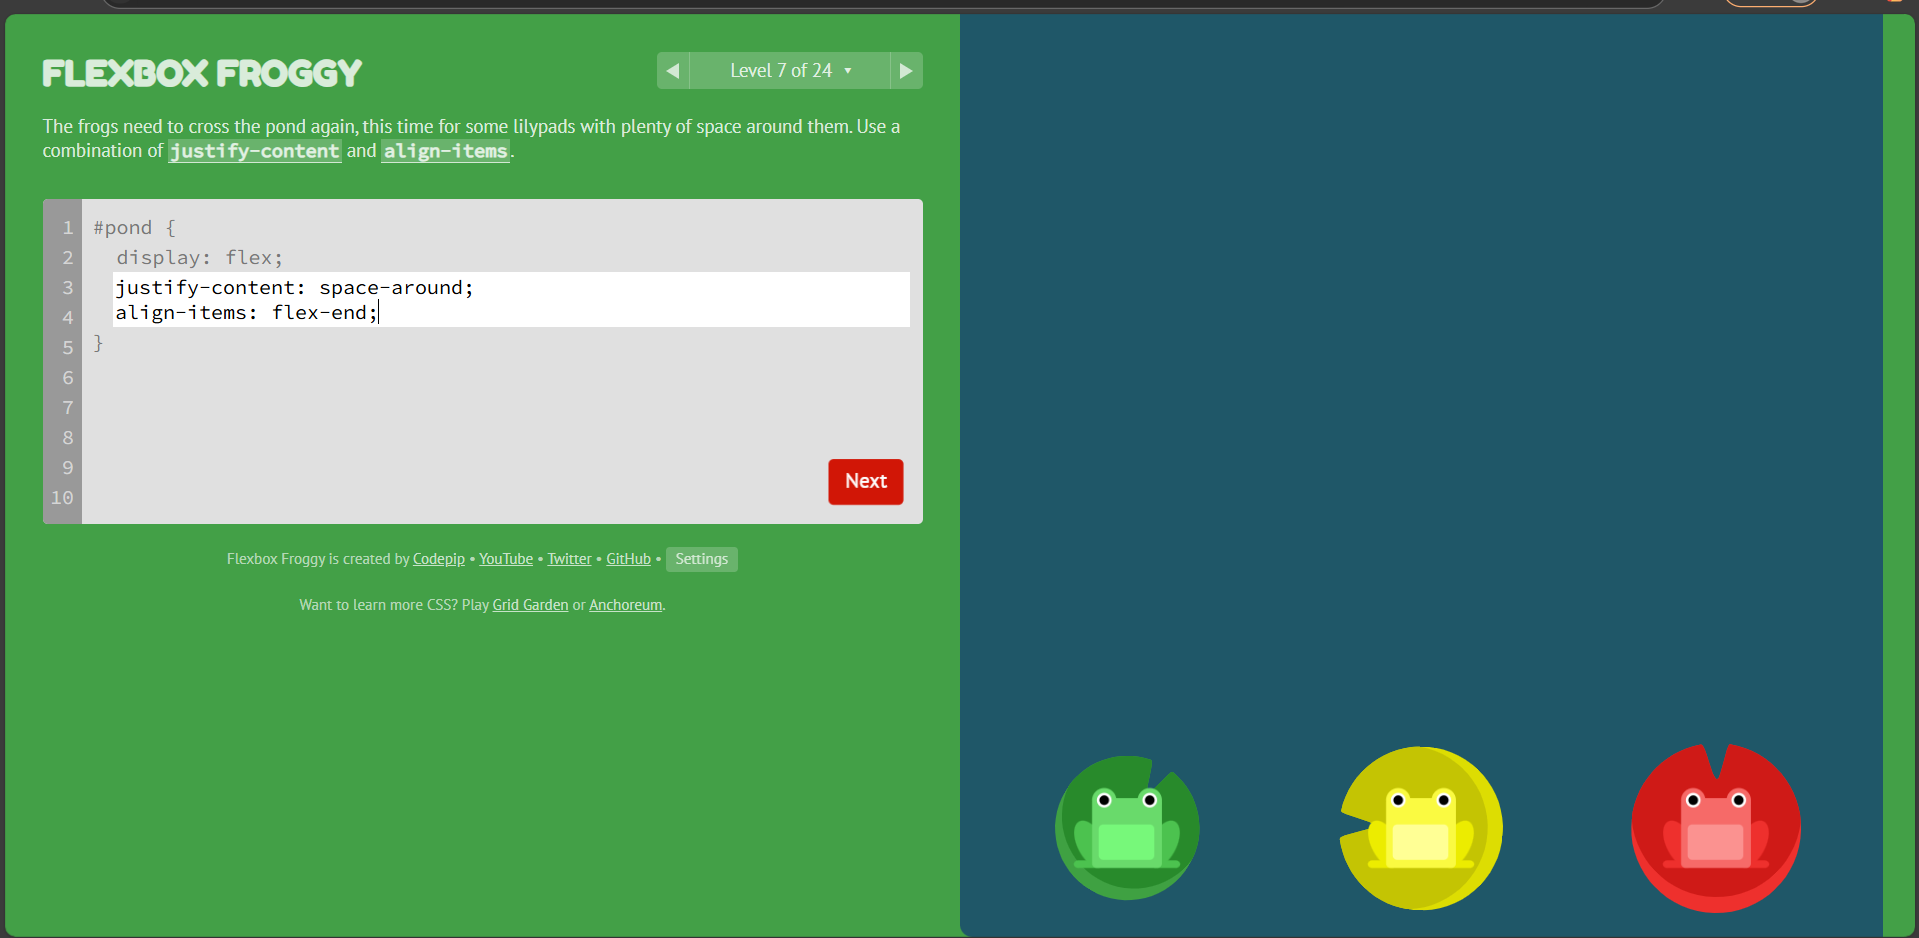 FLEXBOX FROGGY
◀ Level 7 of 24 ▼ ▶
The frogs need to cross the pond again, this time for some lilypads with plenty of space around them. Use a
combination of justify-content and align-items.
1 #pond {
2 display: flex;
3 justify-content: space-around;
4 align-items: flex-end;
5 }
6
7
8
9
10
Next
Flexbox Froggy is created by Codepip • YouTube • Twitter • GitHub • Settings
Want to learn more CSS? Play Grid Garden or Anchoreum.